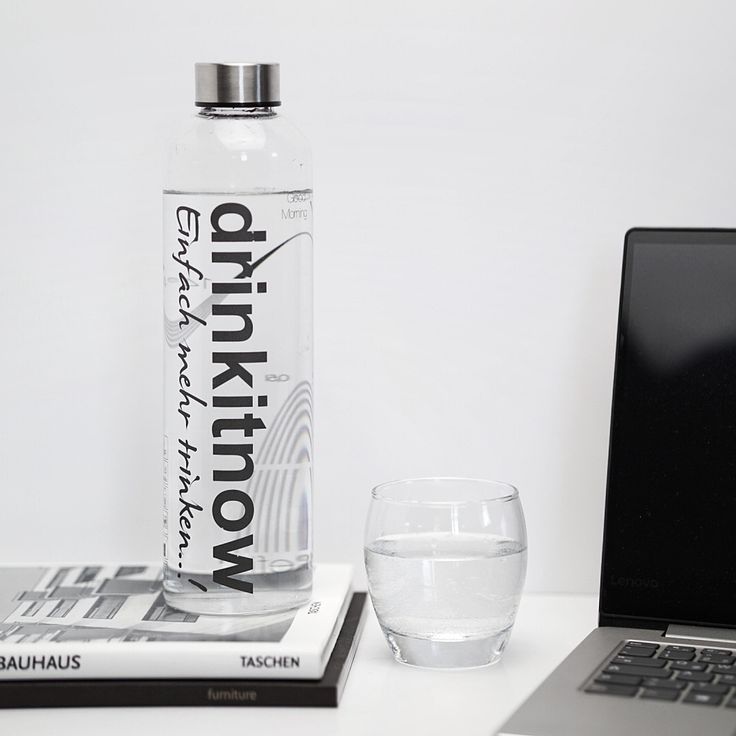 Good
Morning
drinkitnow
Einfach mehr trinken...!
Lenovo
BAUHAUS
TASCHEN
furniture